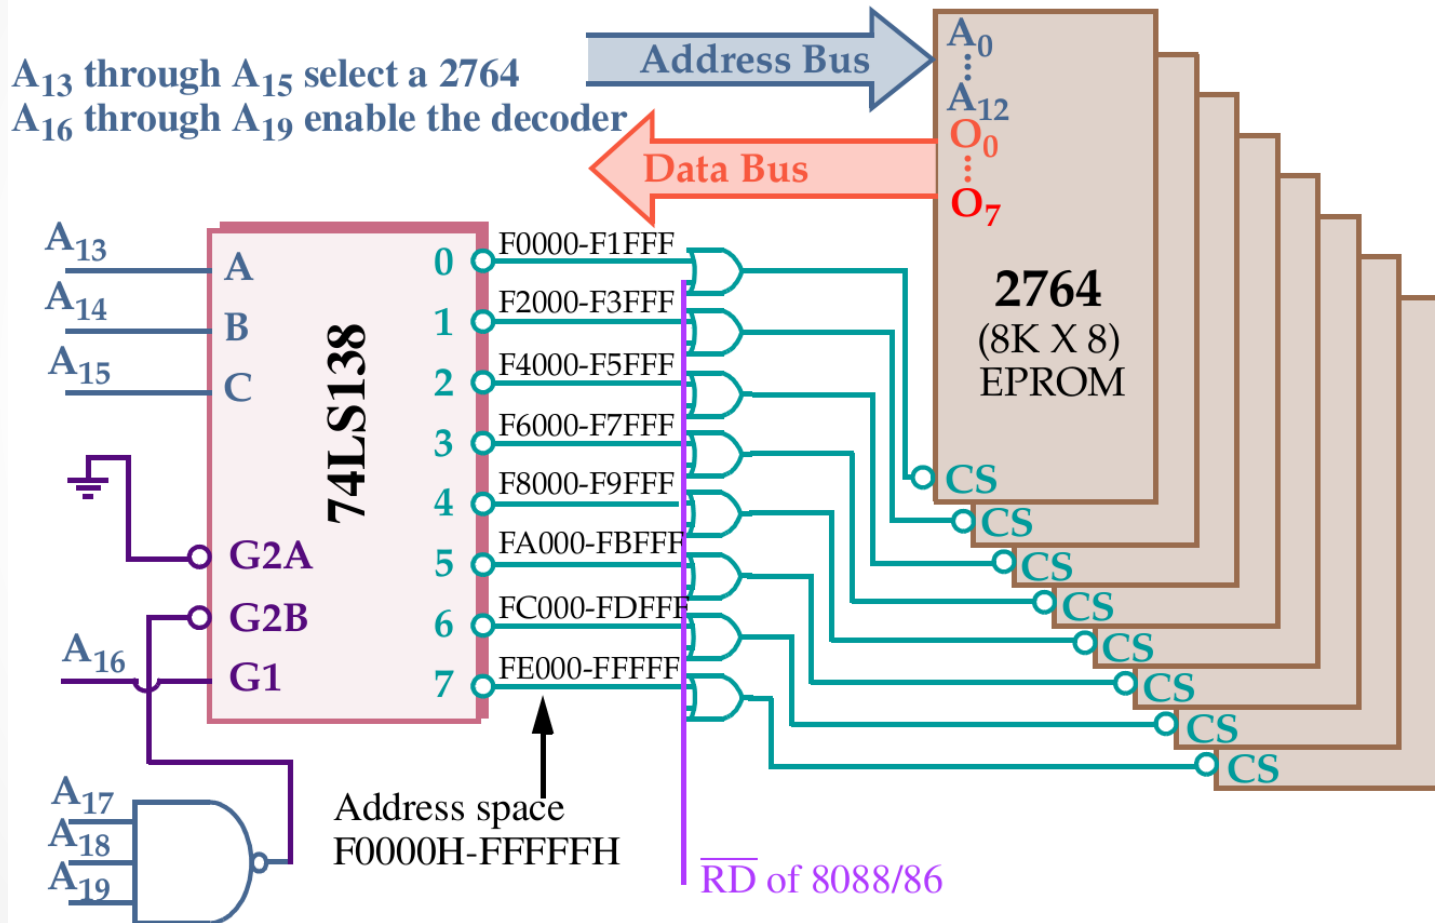 A₁₃ through A₁₅ select a 2764
A₁₆ through A₁₉ enable the decoder
Address Bus
Data Bus
A₀
A₁₂
O₀
O₇
2764
(8K X 8)
EPROM
A₁₃
A₁₄
A₁₅
A
B
C
74LS138
G2A
G2B
G1
A₁₆
A₁₇
A₁₈
A₁₉
0
1
2
3
4
5
6
7
F0000-F1FFF
F2000-F3FFF
F4000-F5FFF
F6000-F7FFF
F8000-F9FFF
FA000-FBFFF
FC000-FDFFF
FE000-FFFFF
CS
CS
CS
CS
CS
CS
CS
CS
Address space
F0000H-FFFFFH
R̅D̅ of 8088/86